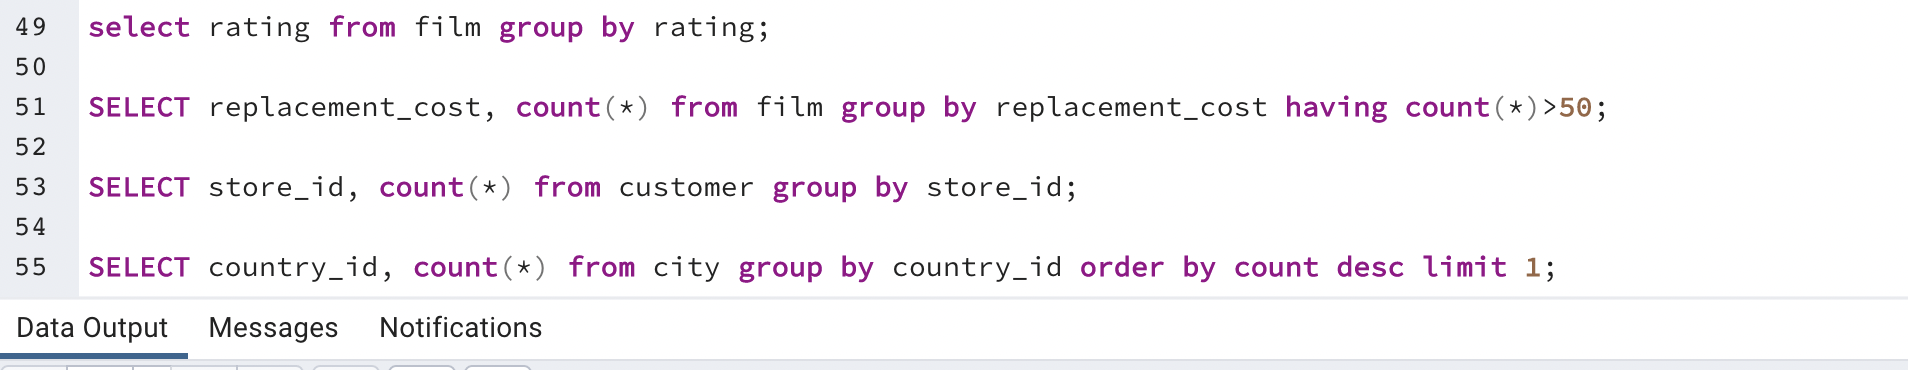 49 select rating from film group by rating;
50
51 SELECT replacement_cost, count(*) from film group by replacement_cost having count(*)>50;
52
53 SELECT store_id, count(*) from customer group by store_id;
54
55 SELECT country_id, count(*) from city group by country_id order by count desc limit 1;
Data Output Messages Notifications